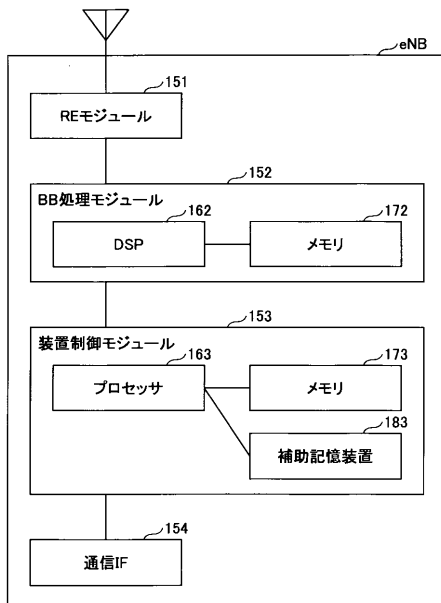 eNB
151
REモジュール
152
BB処理モジュール
162
172
DSP
メモリ
153
装置制御モジュール
163
173
プロセッサ
メモリ
183
補助記憶装置
154
通信IF